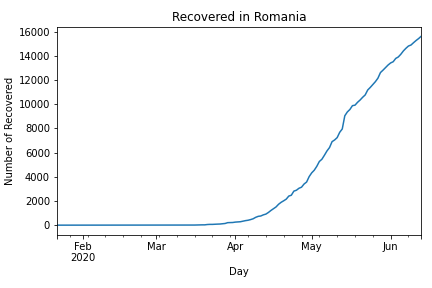 Recovered in Romania
16000
14000
12000
10000
8000
6000
4000
2000
0
Number of Recovered
Feb
2020
Mar
Apr
May
Jun
Day